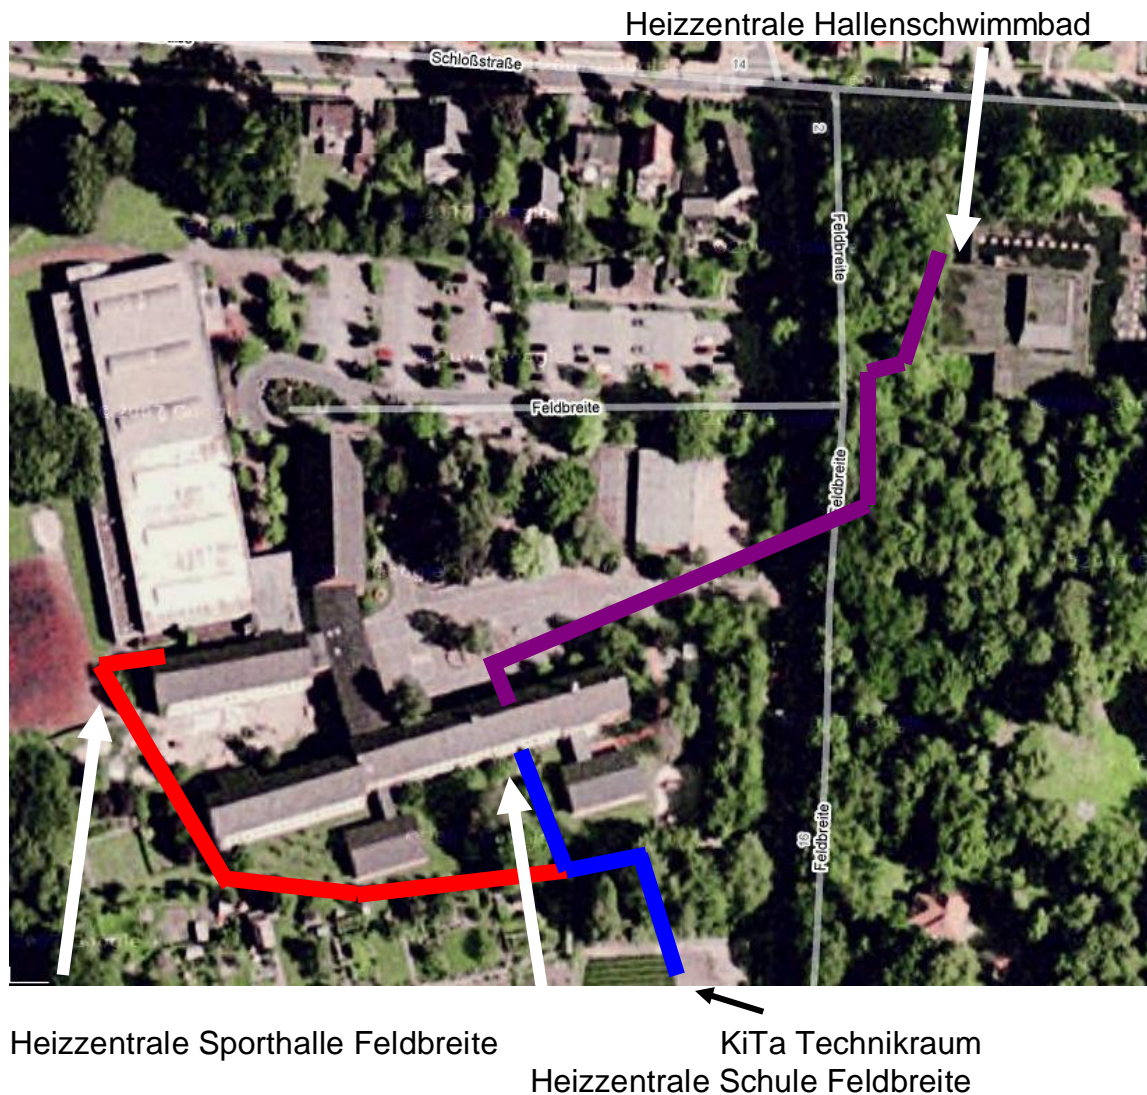 Heizzentrale Hallenschwimmbad
Schloßstraße
14
2
Feldbreite
Feldbreite
Feldbreite
16
Feldbreite
Heizzentrale Sporthalle Feldbreite
KiTa Technikraum
Heizzentrale Schule Feldbreite